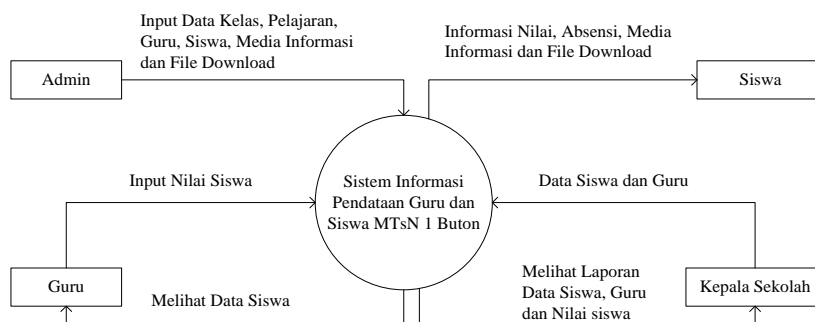 Input Data Kelas, Pelajaran,
Guru, Siswa, Media Informasi
dan File Download
Informasi Nilai, Absensi, Media
Informasi dan File Download
Admin
Siswa
Input Nilai Siswa
Sistem Informasi
Pendataan Guru dan
Siswa MTsN 1 Buton
Data Siswa dan Guru
Guru
Melihat Data Siswa
Melihat Laporan
Data Siswa, Guru
dan Nilai siswa
Kepala Sekolah